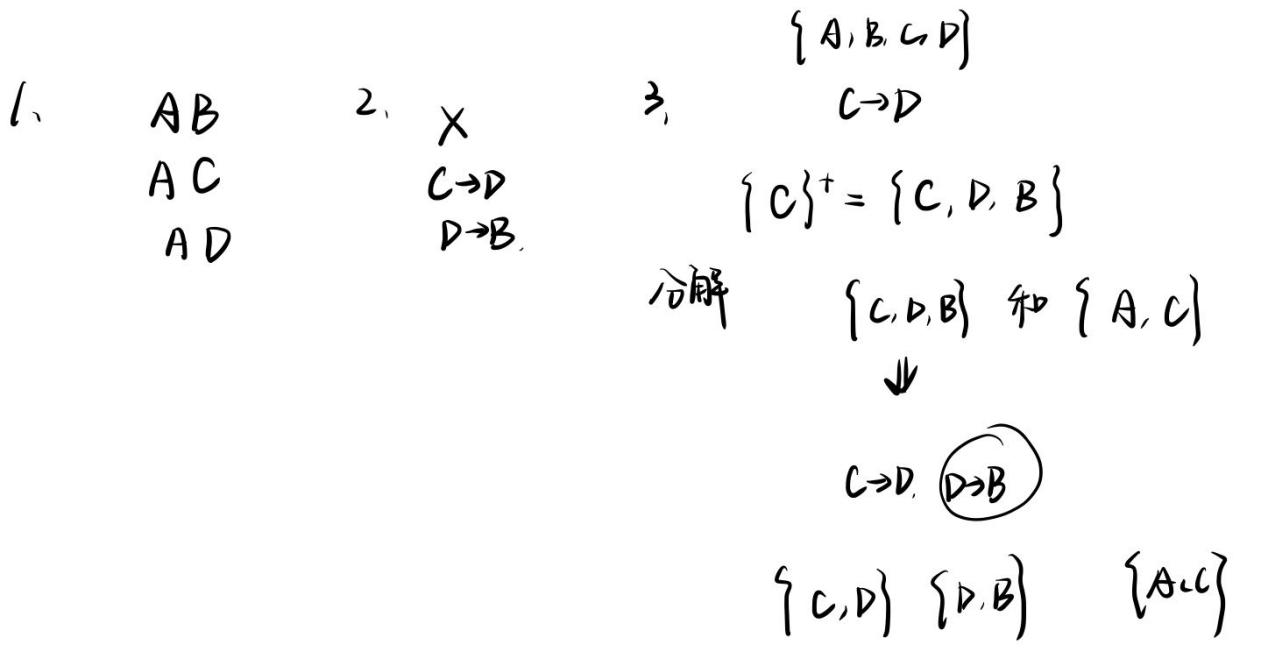 1、
AB
AC
AD
2、
X
C→D
D→B.
3、
{A, B, C, D}
C→D
{C}⁺ = {C, D, B}
分解 {C, D, B} 和 {A, C}
⇓
C→D. D→B
{C, D} {D, B} {A, C}